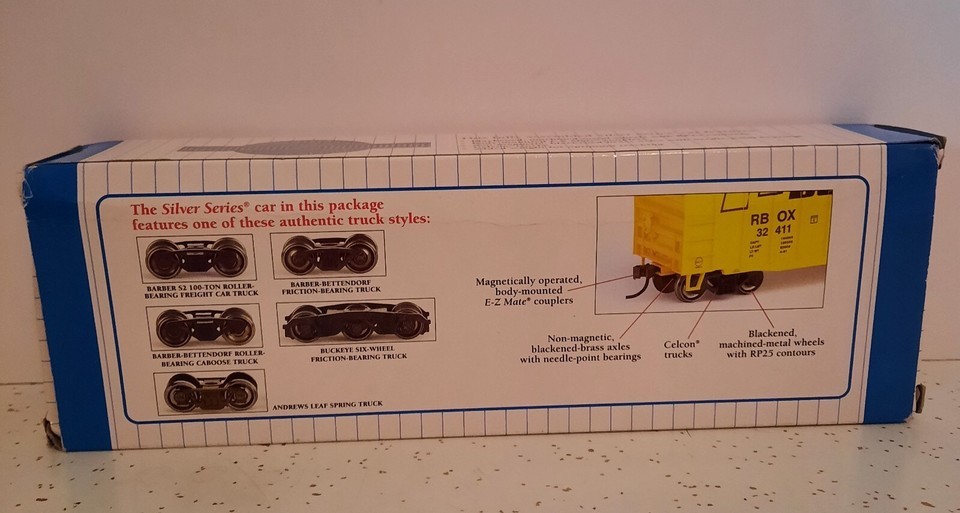 The Silver Series® car in this package
features one of these authentic truck styles:
BARBER S2 100-TON ROLLER-
BEARING FREIGHT CAR TRUCK
BARBER-BETTENDORF
FRICTION-BEARING TRUCK
BARBER-BETTENDORF ROLLER-
BEARING CABOOSE TRUCK
BUCKEYE SIX-WHEEL
FRICTION-BEARING TRUCK
ANDREWS LEAF SPRING TRUCK
RB OX
32 411
Magnetically operated,
body-mounted
E-Z Mate® couplers
Non-magnetic,
blackened-brass axles
with needle-point bearings
Celcon®
trucks
Blackened,
machined-metal wheels
with RP25 contours